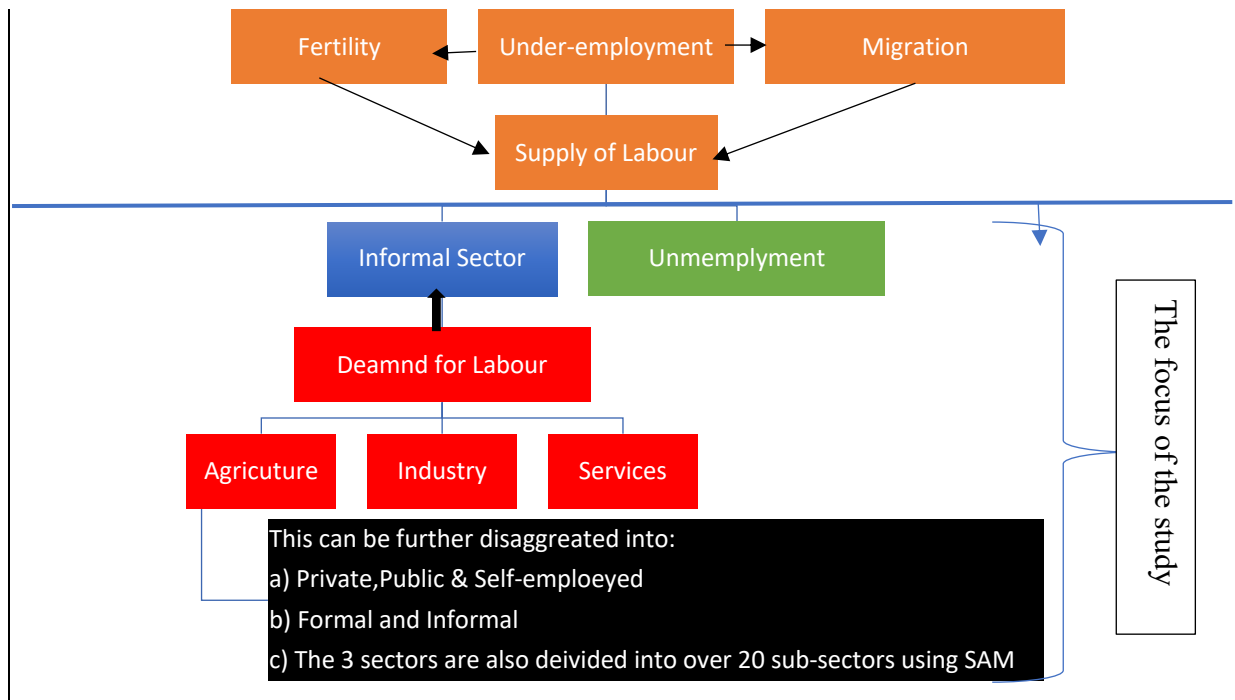 Fertility
Under-employment
Migration
Supply of Labour
Informal Sector
Unmemplyment
Deamnd for Labour
Agricuture
Industry
Services
This can be further disaggreated into:
a) Private,Public & Self-emploeyed
b) Formal and Informal
c) The 3 sectors are also deivided into over 20 sub-sectors using SAM
The focus of the study